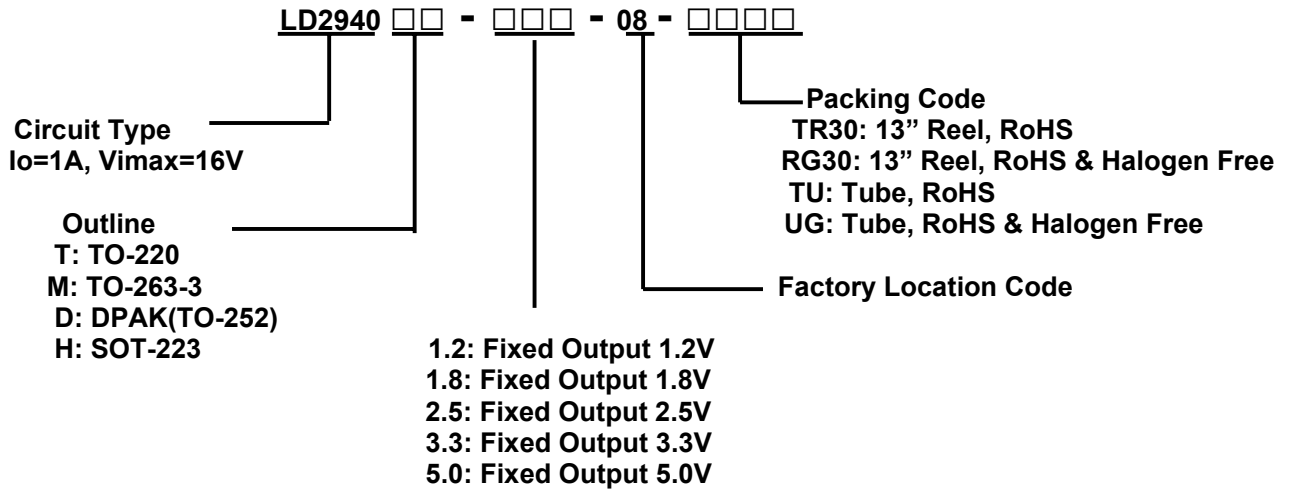 LD2940 □□ - □□□ - 08 - □□□□
Circuit Type
Io=1A, Vimax=16V
Outline
T: TO-220
M: TO-263-3
D: DPAK(TO-252)
H: SOT-223
1.2: Fixed Output 1.2V
1.8: Fixed Output 1.8V
2.5: Fixed Output 2.5V
3.3: Fixed Output 3.3V
5.0: Fixed Output 5.0V
Packing Code
TR30: 13” Reel, RoHS
RG30: 13” Reel, RoHS & Halogen Free
TU: Tube, RoHS
UG: Tube, RoHS & Halogen Free
Factory Location Code